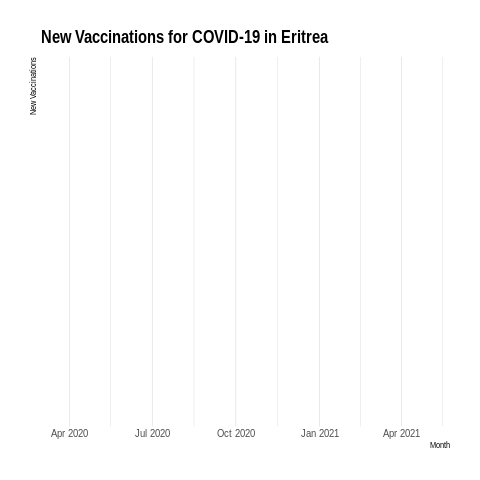 New Vaccinations for COVID-19 in Eritrea
New Vaccinations
Apr 2020 Jul 2020 Oct 2020 Jan 2021 Apr 2021
Month